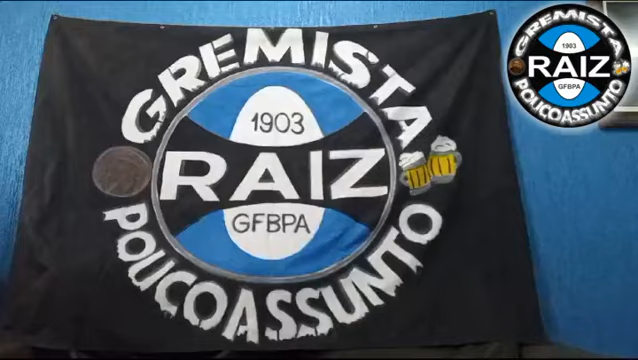 GREMISTA
1903
RAIZ
GFBPA
POUCOASSUNTO
GREMISTA
1903
RAIZ
GFBPA
POUCOASSUNTO